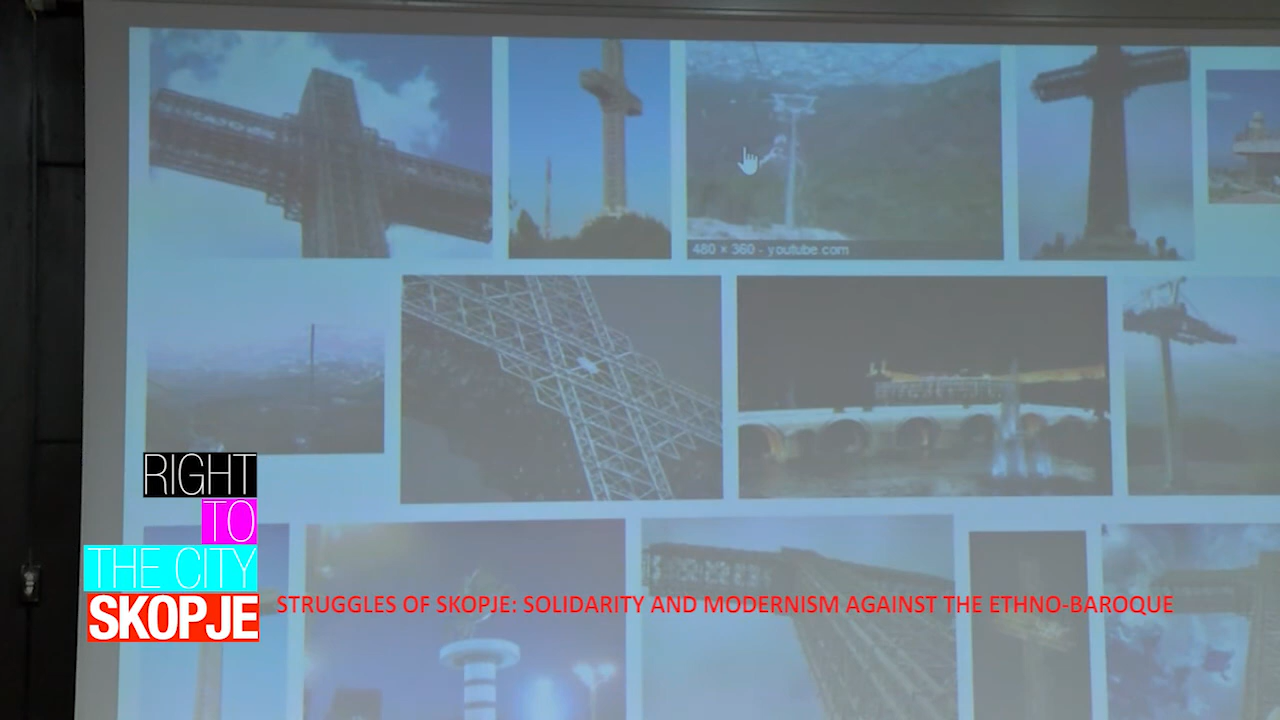 480 × 360 - youtube.com
RIGHT
TO
THE CITY
SKOPJE
STRUGGLES OF SKOPJE: SOLIDARITY AND MODERNISM AGAINST THE ETHNO-BAROQUE